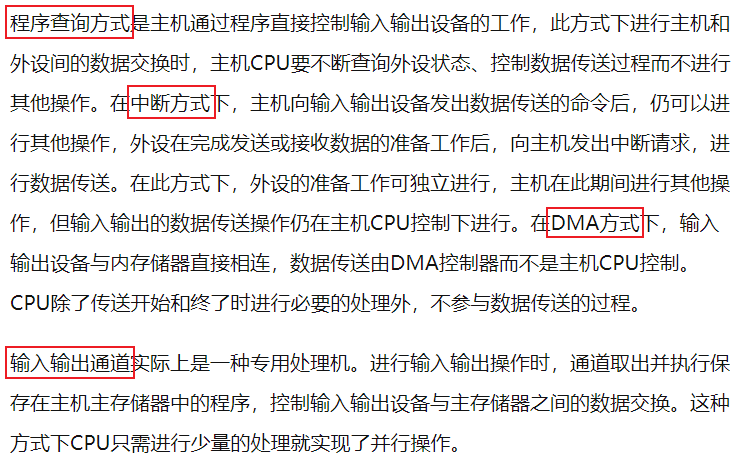 程序查询方式是主机通过程序直接控制输入输出设备的工作，此方式下进行主机和
外设间的数据交换时，主机CPU要不断查询外设状态、控制数据传送过程而不进行
其他操作。在中断方式下，主机向输入输出设备发出数据传送的命令后，仍可以进
行其他操作，外设在完成发送或接收数据的准备工作后，向主机发出中断请求，进
行数据传送。在此方式下，外设的准备工作可独立进行，主机在此期间进行其他操
作，但输入输出的数据传送操作仍在主机CPU控制下进行。在DMA方式下，输入
输出设备与内存储器直接相连，数据传送由DMA控制器而不是主机CPU控制。
CPU除了传送开始和终了时进行必要的处理外，不参与数据传送的过程。
输入输出通道实际上是一种专用处理机。进行输入输出操作时，通道取出并执行保
存在主机主存储器中的程序，控制输入输出设备与主存储器之间的数据交换。这种
方式下CPU只需进行少量的处理就实现了并行操作。